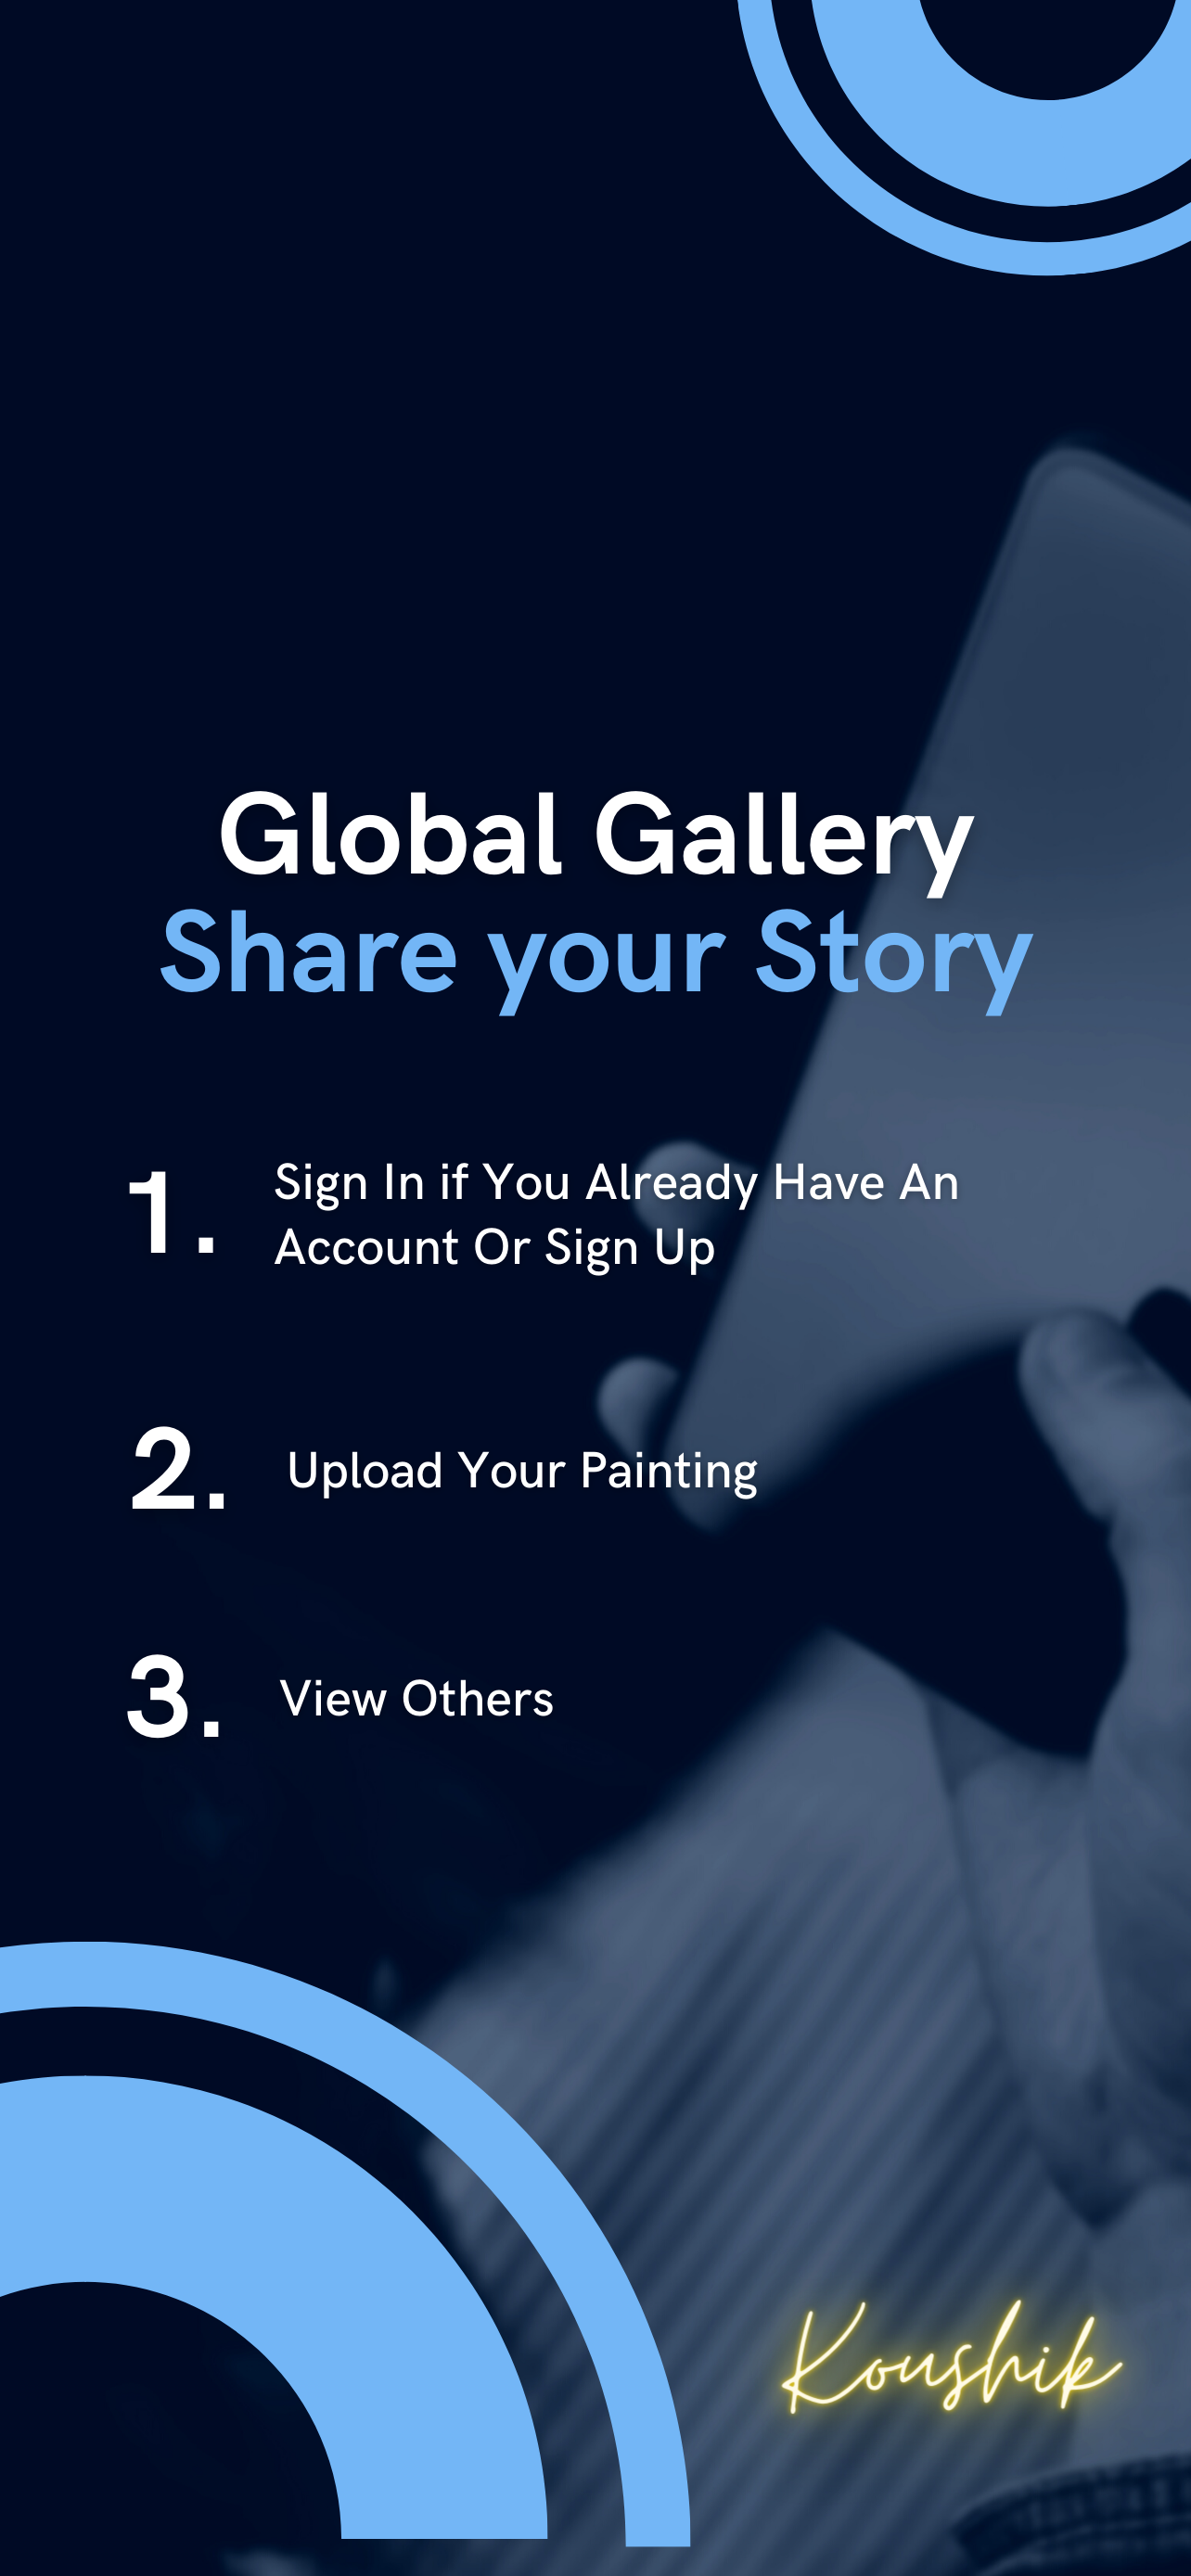 Global Gallery
Share your Story
1. Sign In if You Already Have An
Account Or Sign Up
2. Upload Your Painting
3. View Others
Koushik